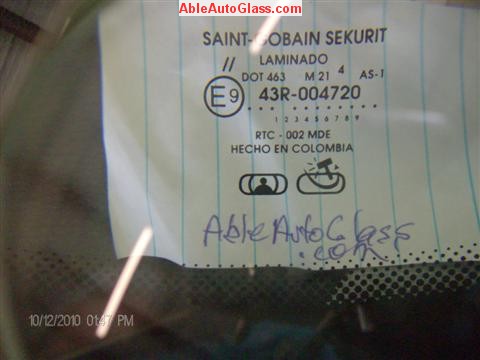 AbleAutoGlass.com
SAINT-GOBAIN SEKURIT
// LAMINADO
DOT 463 M 21 4 AS-1
E9 43R-004720
1 2 3 4 5 6 7 8 9
RTC - 002 MDE
HECHO EN COLOMBIA
AbleAutoGlass
.com
10/12/2010 01:47 PM